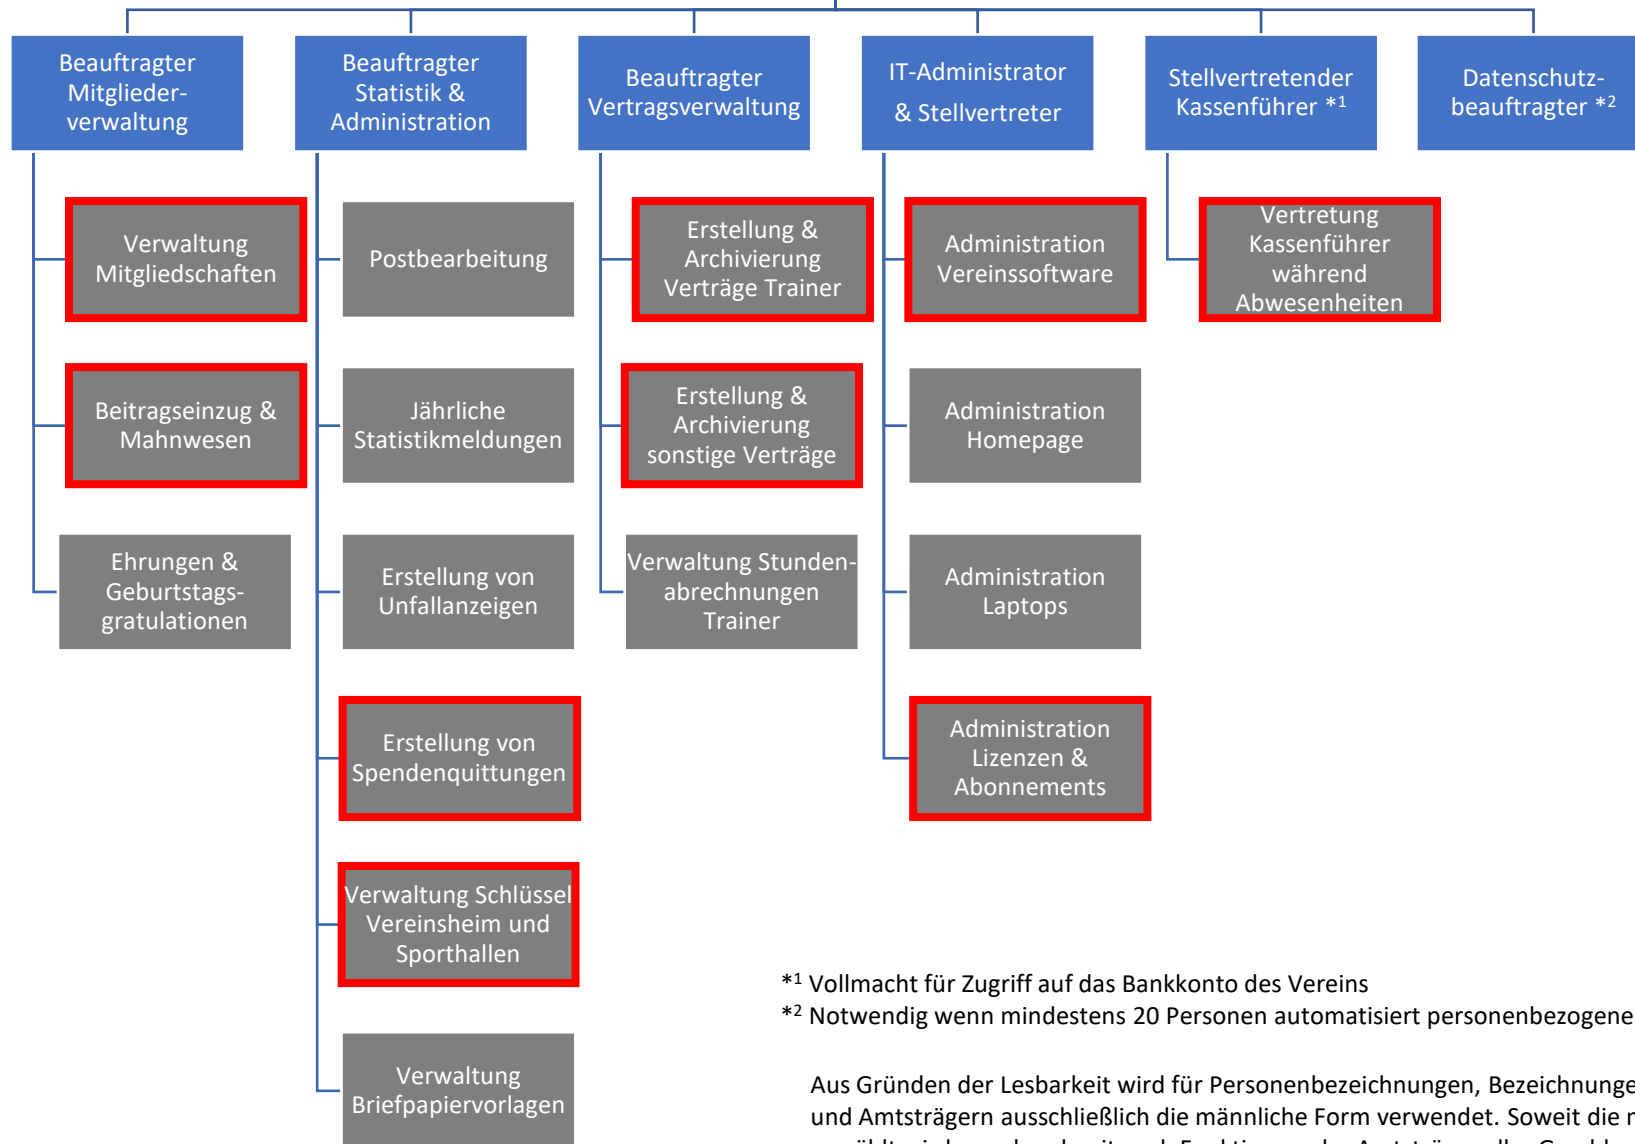 Beauftragter
Mitglieder-
verwaltung
Beauftragter
Statistik &
Administration
Beauftragter
Vertragsverwaltung
IT-Administrator
& Stellvertreter
Stellvertretender
Kassenführer *1
Datenschutz-
beauftragter *2
Verwaltung
Mitgliedschaften
Beitragseinzug &
Mahnwesen
Ehrungen &
Geburtstags-
gratulationen
Postbearbeitung
Jährliche
Statistikmeldungen
Erstellung von
Unfallanzeigen
Erstellung von
Spendenquittungen
Verwaltung Schlüssel
Vereinsheim und
Sporthallen
Verwaltung
Briefpapiervorlagen
Erstellung &
Archivierung
Verträge Trainer
Erstellung &
Archivierung
sonstige Verträge
Verwaltung Stunden-
abrechnungen
Trainer
Administration
Vereinssoftware
Administration
Homepage
Administration
Laptops
Administration
Lizenzen &
Abonnements
Vertretung
Kassenführer
während
Abwesenheiten
*1 Vollmacht für Zugriff auf das Bankkonto des Vereins
*2 Notwendig wenn mindestens 20 Personen automatisiert personenbezogene
Aus Gründen der Lesbarkeit wird für Personenbezeichnungen, Bezeichnunge
und Amtsträgern ausschließlich die männliche Form verwendet. Soweit die